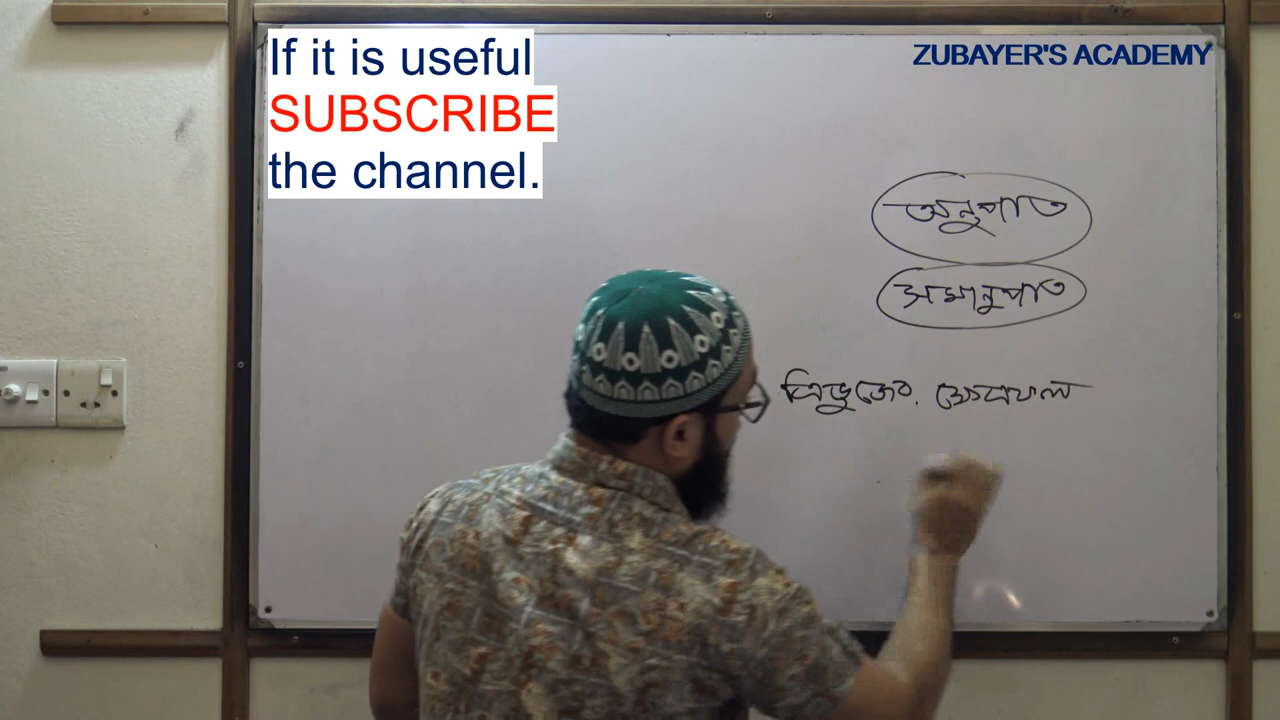 If it is useful
SUBSCRIBE
the channel.
ZUBAYER'S ACADEMY
অনুপাত
সমানুপাত
ত্রিভুজের ক্ষেত্রফল